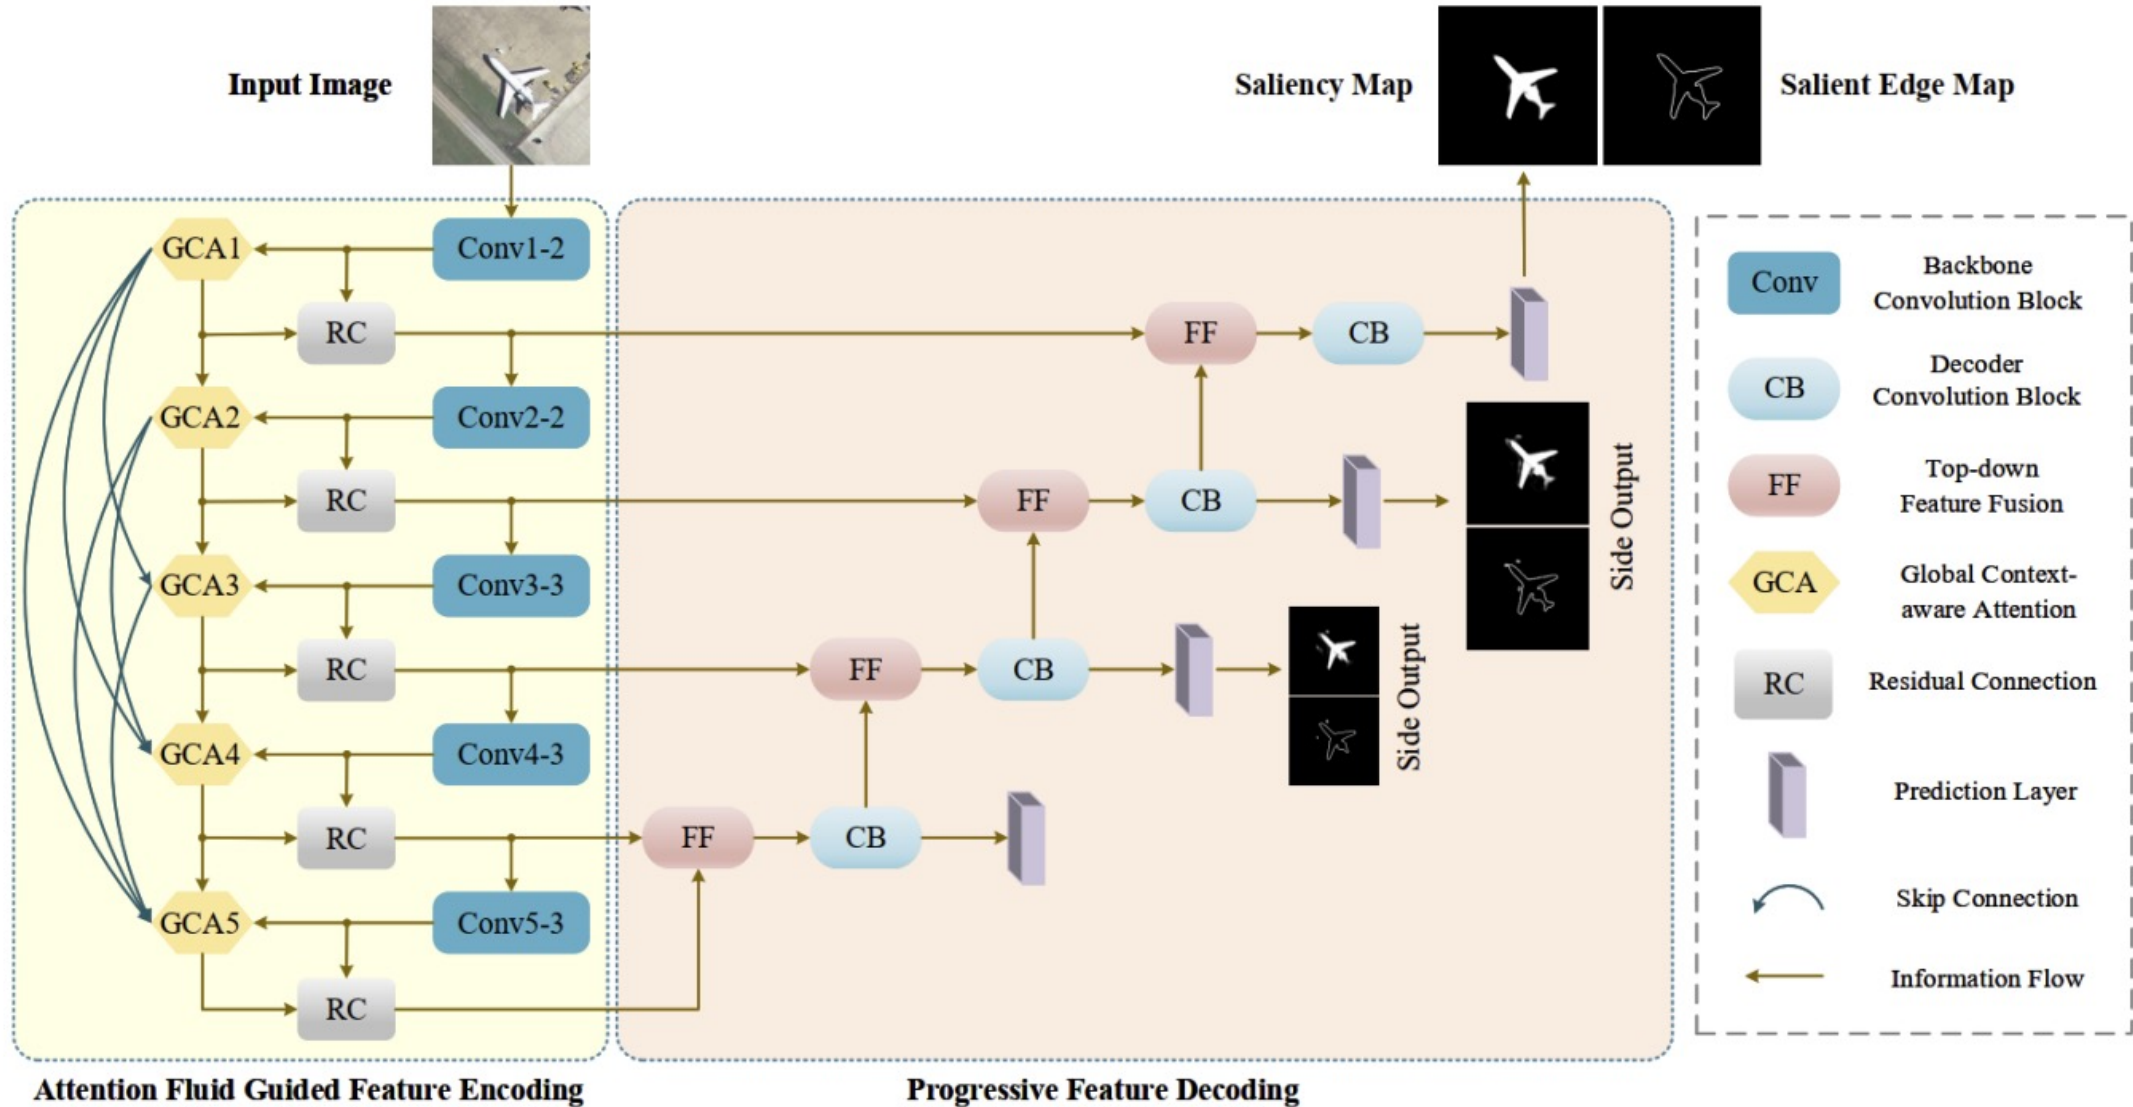 Input Image
Saliency Map
Salient Edge Map
GCA1
Conv1-2
RC
FF
CB
GCA2
Conv2-2
RC
FF
CB
Side Output
GCA3
Conv3-3
RC
FF
CB
Side Output
GCA4
Conv4-3
RC
FF
CB
GCA5
Conv5-3
RC
Conv
Backbone
Convolution Block
CB
Decoder
Convolution Block
FF
Top-down
Feature Fusion
GCA
Global Context-
aware Attention
RC
Residual Connection
Prediction Layer
Skip Connection
Information Flow
Attention Fluid Guided Feature Encoding
Progressive Feature Decoding